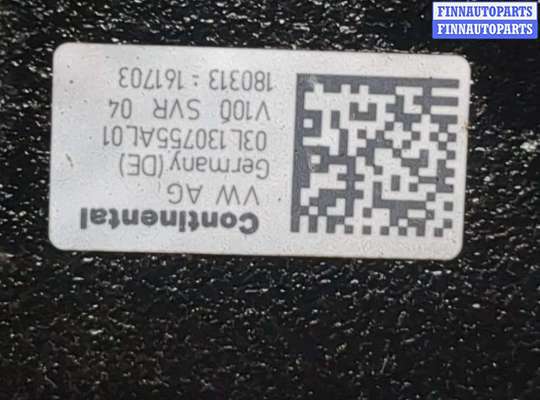 FINNAUTOPARTS
FINNAUTOPARTS
Continental
VW AG
Germany (DE)
03L130755AL01
V100 SVR 04
180313 - 161703